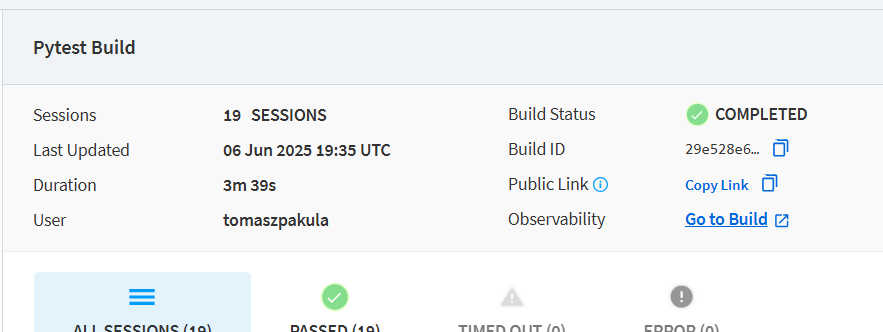 Pytest Build
Sessions 19 SESSIONS
Last Updated 06 Jun 2025 19:35 UTC
Duration 3m 39s
User tomaszpakula
Build Status COMPLETED
Build ID 29e528e6...
Public Link Copy Link
Observability Go to Build
ALL SESSIONS (19)
PASSED (19)
TIMED OUT (0)
ERROR (0)